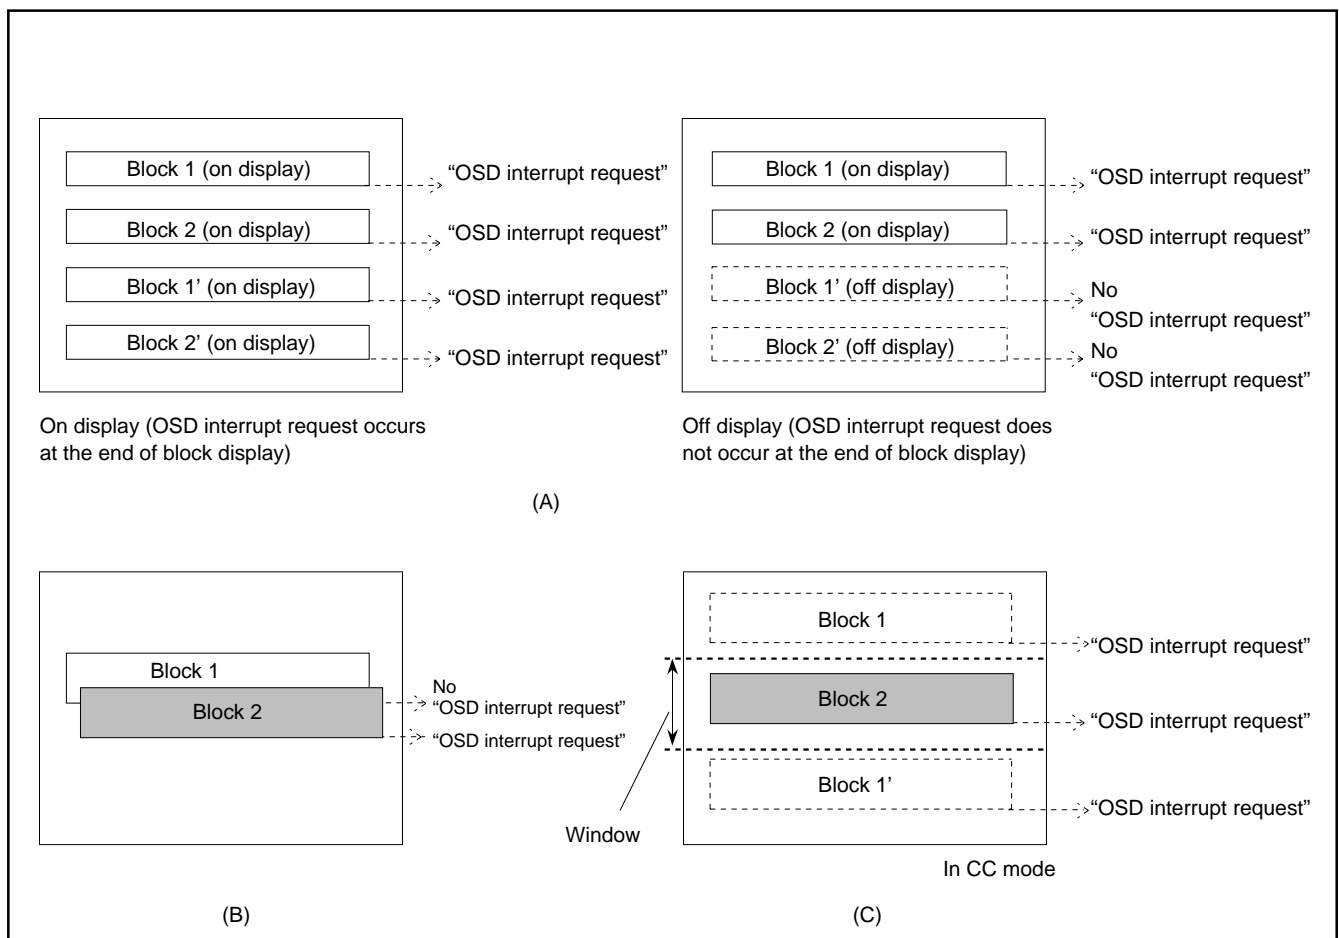 Block 1 (on display)
“OSD interrupt request”
Block 2 (on display)
“OSD interrupt request”
Block 1’ (on display)
“OSD interrupt request”
Block 2’ (on display)
“OSD interrupt request”
On display (OSD interrupt request occurs
at the end of block display)
Block 1 (on display)
“OSD interrupt request”
Block 2 (on display)
“OSD interrupt request”
Block 1’ (off display)
No
“OSD interrupt request”
Block 2’ (off display)
No
“OSD interrupt request”
Off display (OSD interrupt request does
not occur at the end of block display)
(A)
Block 1
Block 2
No
“OSD interrupt request”
“OSD interrupt request”
(B)
Block 1
“OSD interrupt request”
Block 2
“OSD interrupt request”
Block 1’
“OSD interrupt request”
Window
In CC mode
(C)